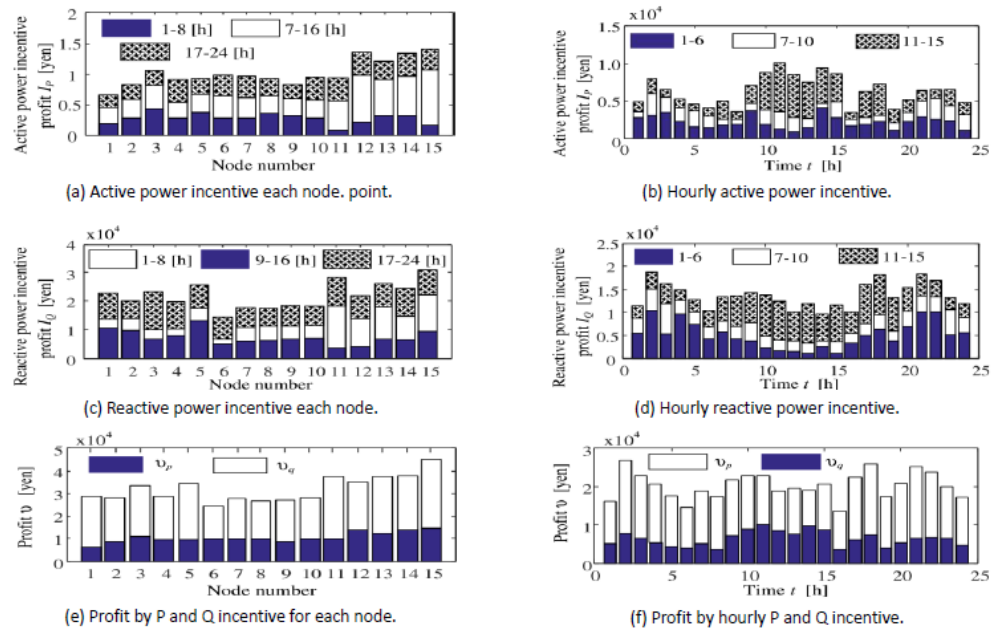 2
1.5
1
0.5
0
1-8 [h] 7-16 [h]
17-24 [h]
Active power incentive
profit I_P [yen]
1 2 3 4 5 6 7 8 9 10 11 12 13 14 15
Node number
(a) Active power incentive each node. point.
x10^4
1.5
1
0.5
0
1-6 7-10 11-15
Active power incentive
profit I_P [yen]
0 5 10 15 20 25
Time t [h]
(b) Hourly active power incentive.
x10^4
4
3
2
1
0
1-8 [h] 9-16 [h] 17-24 [h]
Reactive power incentive
profit I_Q [yen]
1 2 3 4 5 6 7 8 9 10 11 12 13 14 15
Node number
(c) Reactive power incentive each node.
x10^4
2.5
2
1.5
1
0.5
0
1-6 7-10 11-15
Reactive power incentive
profit I_Q [yen]
0 5 10 15 20 25
Time t [h]
(d) Hourly reactive power incentive.
x10^4
5
4
3
2
1
0
υ_p υ_q
Profit υ [yen]
1 2 3 4 5 6 7 8 9 10 11 12 13 14 15
Node number
(e) Profit by P and Q incentive for each node.
x10^4
3
2
1
0
υ_p υ_q
Profit υ [yen]
0 5 10 15 20 25
Time t [h]
(f) Profit by hourly P and Q incentive.